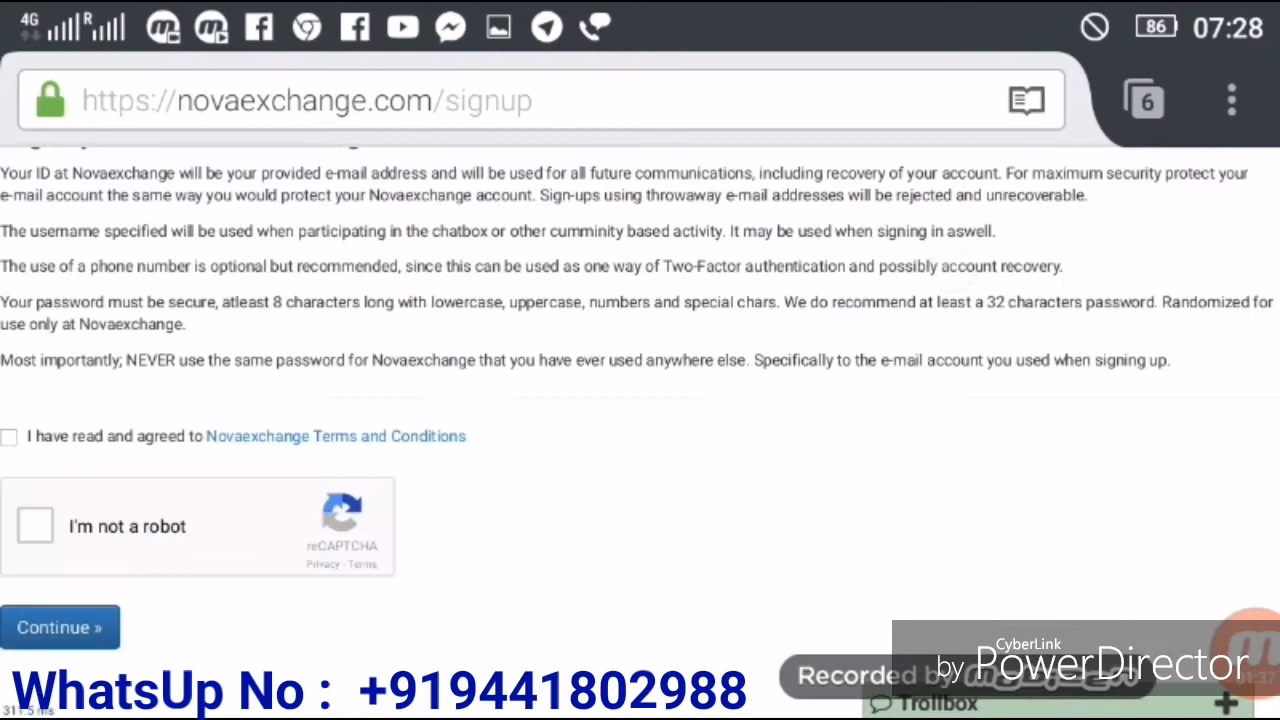 4G R 86 07:28
https://novaexchange.com/signup 6
Your ID at Novaexchange will be your provided e-mail address and will be used for all future communications, including recovery of your account. For maximum security protect your
e-mail account the same way you would protect your Novaexchange account. Sign-ups using throwaway e-mail addresses will be rejected and unrecoverable.
The username specified will be used when participating in the chatbox or other cumminity based activity. It may be used when signing in aswell.
The use of a phone number is optional but recommended, since this can be used as one way of Two-Factor authentication and possibly account recovery.
Your password must be secure, atleast 8 characters long with lowercase, uppercase, numbers and special chars. We do recommend at least a 32 characters password. Randomized for
use only at Novaexchange.
Most importantly; NEVER use the same password for Novaexchange that you have ever used anywhere else. Specifically to the e-mail account you used when signing up.
I have read and agreed to Novaexchange Terms and Conditions
I'm not a robot
reCAPTCHA
Privacy - Terms
Continue »
CyberLink
by PowerDirector
Recorded by
WhatsUp No : +919441802988
Trollbox